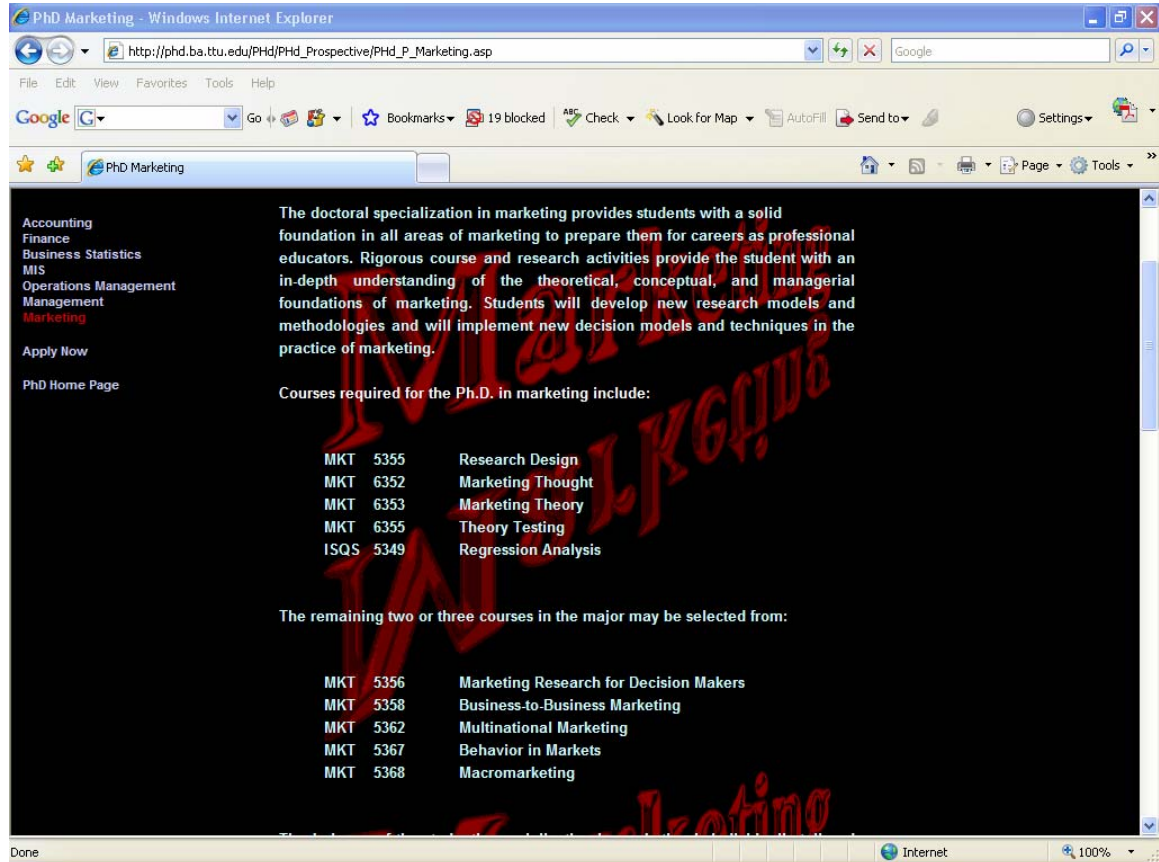 PhD Marketing - Windows Internet Explorer
http://phd.ba.ttu.edu/PHd/PHd_Prospective/PHd_P_Marketing.asp
Google
File Edit View Favorites Tools Help
Google G Go Bookmarks 19 blocked ABC Check Look for Map AutoFill Send to Settings
PhD Marketing Page Tools
Accounting
Finance
Business Statistics
MIS
Operations Management
Management
Marketing
Apply Now
PhD Home Page
The doctoral specialization in marketing provides students with a solid
foundation in all areas of marketing to prepare them for careers as professional
educators. Rigorous course and research activities provide the student with an
in-depth understanding of the theoretical, conceptual, and managerial
foundations of marketing. Students will develop new research models and
methodologies and will implement new decision models and techniques in the
practice of marketing.
Courses required for the Ph.D. in marketing include:
MKT 5355 Research Design
MKT 6352 Marketing Thought
MKT 6353 Marketing Theory
MKT 6355 Theory Testing
ISQS 5349 Regression Analysis
The remaining two or three courses in the major may be selected from:
MKT 5356 Marketing Research for Decision Makers
MKT 5358 Business-to-Business Marketing
MKT 5362 Multinational Marketing
MKT 5367 Behavior in Markets
MKT 5368 Macromarketing
Marketing
Marketing
Marketing
Done Internet 100%